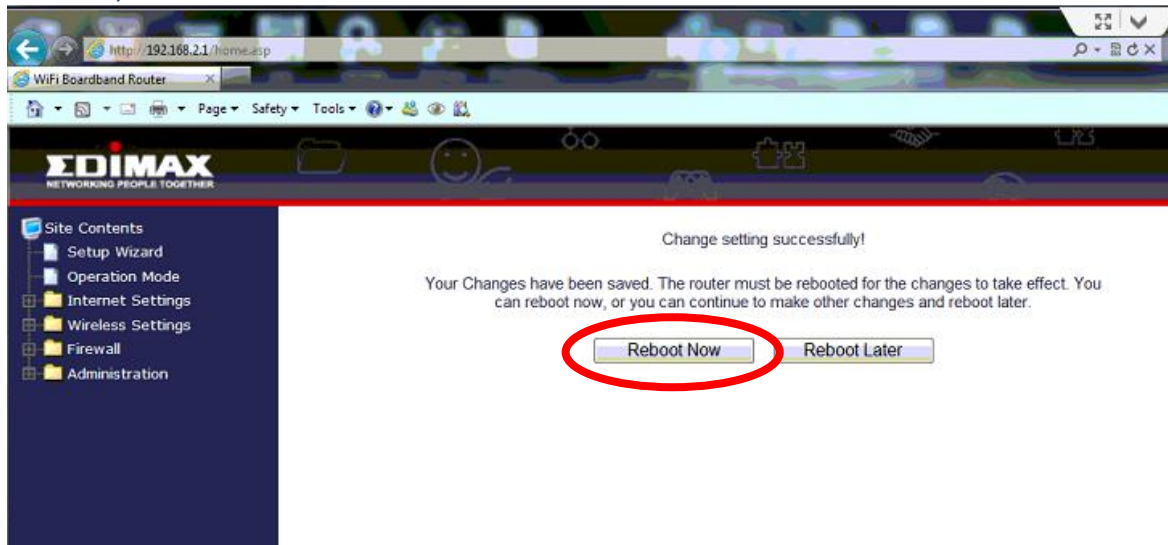 http://192.168.2.1/home.asp
WiFi Boardband Router
Page Safety Tools
EDIMAX
NETWORKING PEOPLE TOGETHER
Site Contents
Setup Wizard
Operation Mode
Internet Settings
Wireless Settings
Firewall
Administration
Change setting successfully!
Your Changes have been saved. The router must be rebooted for the changes to take effect. You
can reboot now, or you can continue to make other changes and reboot later.
Reboot Now Reboot Later